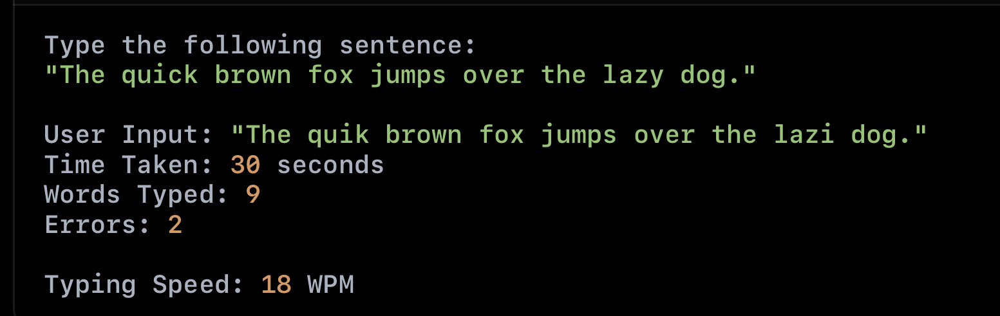 Type the following sentence:
"The quick brown fox jumps over the lazy dog."
User Input: "The quik brown fox jumps over the lazi dog."
Time Taken: 30 seconds
Words Typed: 9
Errors: 2
Typing Speed: 18 WPM